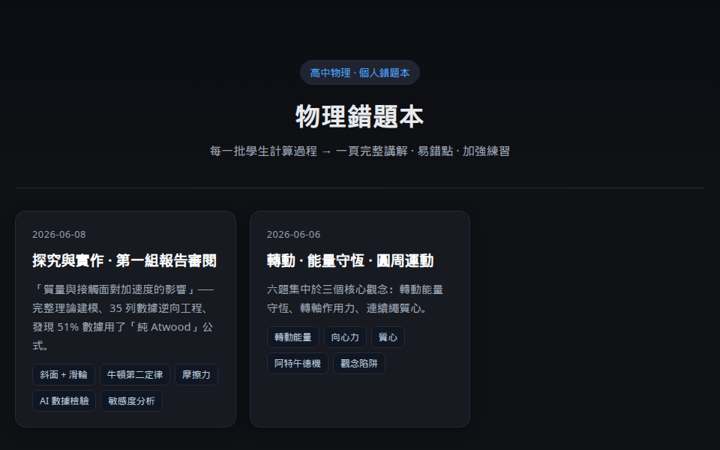 高中物理 · 個人錯題本
物理錯題本
每一批學生計算過程 → 一頁完整講解 · 易錯點 · 加強練習
2026-06-08
探究與實作 · 第一組報告審閱
「質量與接觸面對加速度的影響」——
完整理論建模、35 列數據逆向工程、
發現 51% 數據用了「純 Atwood」公
式。
斜面 + 滑輪
牛頓第二定律
摩擦力
AI 數據檢驗
敏感度分析
2026-06-06
轉動 · 能量守恆 · 圓周運動
六題集中於三個核心觀念：轉動能量
守恆、轉軸作用力、連續繩質心。
轉動能量
向心力
質心
阿特午德機
觀念陷阱